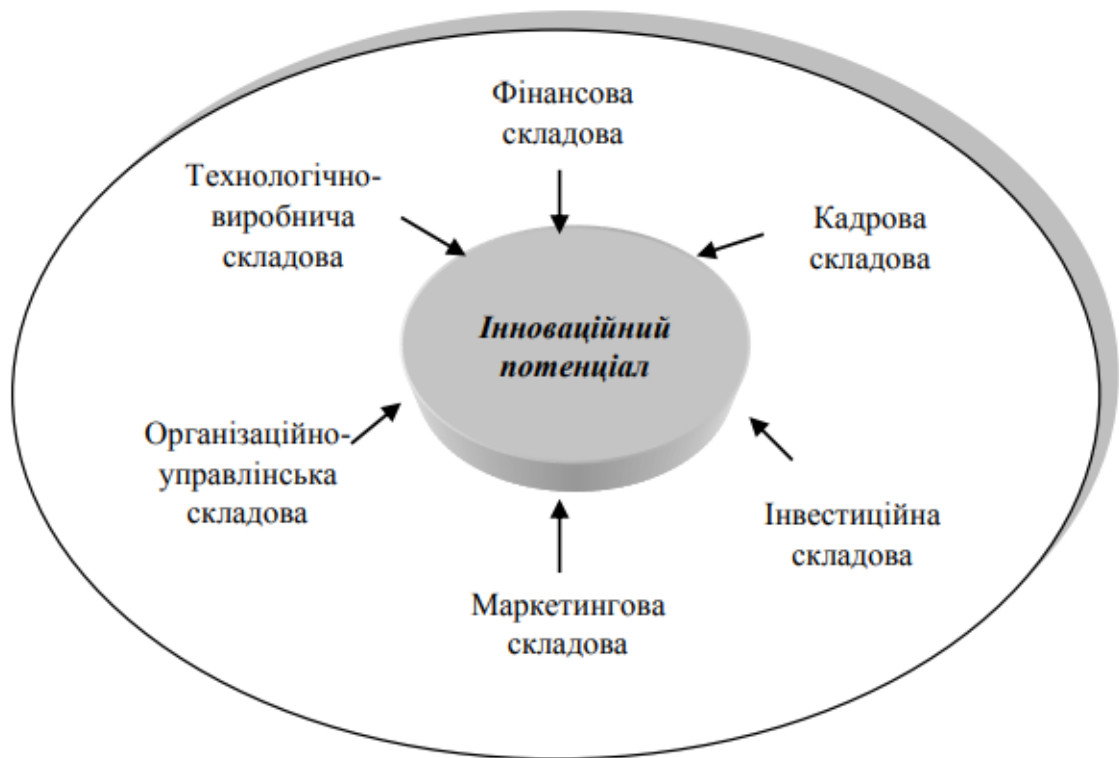 Фінансова
складова
Технологічно-
виробнича
складова
Кадрова
складова
Інноваційний
потенціал
Організаційно-
управлінська
складова
Інвестиційна
складова
Маркетингова
складова